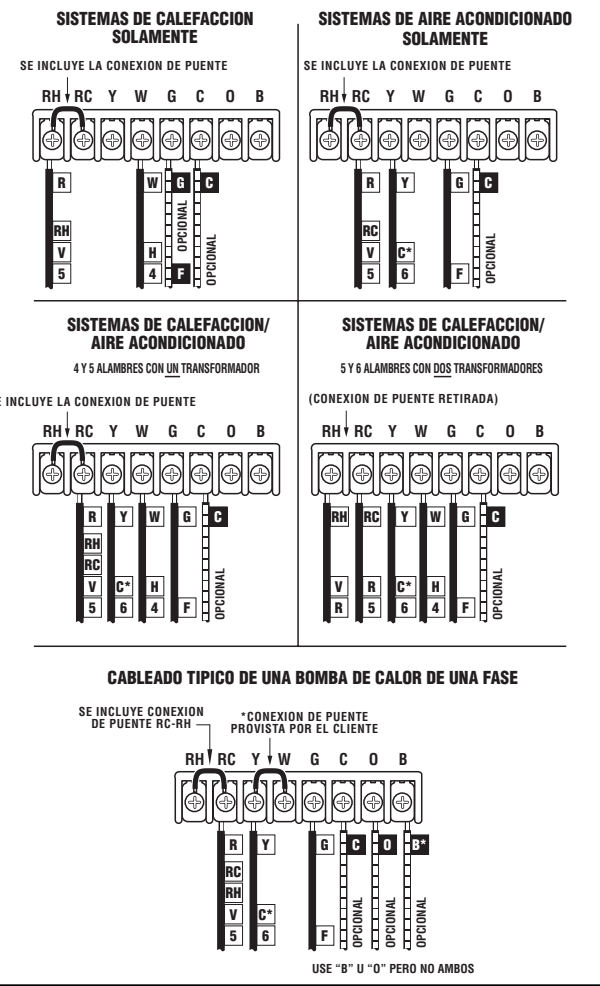 SISTEMAS DE CALEFACCION
SOLAMENTE
SE INCLUYE LA CONEXION DE PUENTE
RH RC Y W G C O B
R W G C
RH
V H
5 4 F
OPCIONAL
OPCIONAL
SISTEMAS DE AIRE ACONDICIONADO
SOLAMENTE
SE INCLUYE LA CONEXION DE PUENTE
RH RC Y W G C O B
R Y G C
RC
V C*
5 6 F
OPCIONAL
SISTEMAS DE CALEFACCION/
AIRE ACONDICIONADO
4 Y 5 ALAMBRES CON UN TRANSFORMADOR
E INCLUYE LA CONEXION DE PUENTE
RH RC Y W G C O B
R Y W G C
RH
RC
V C* H
5 6 4 F
OPCIONAL
SISTEMAS DE CALEFACCION/
AIRE ACONDICIONADO
5 Y 6 ALAMBRES CON DOS TRANSFORMADORES
(CONEXION DE PUENTE RETIRADA)
RH RC Y W G C O B
RH RC Y W G C
V R C* H
R 5 6 4 F
OPCIONAL
CABLEADO TIPICO DE UNA BOMBA DE CALOR DE UNA FASE
SE INCLUYE CONEXION
DE PUENTE RC-RH
*CONEXION DE PUENTE
PROVISTA POR EL CLIENTE
RH RC Y W G C O B
R Y G C O B*
RC
RH
V C*
5 6 F
OPCIONAL
OPCIONAL
OPCIONAL
USE “B” U “O” PERO NO AMBOS